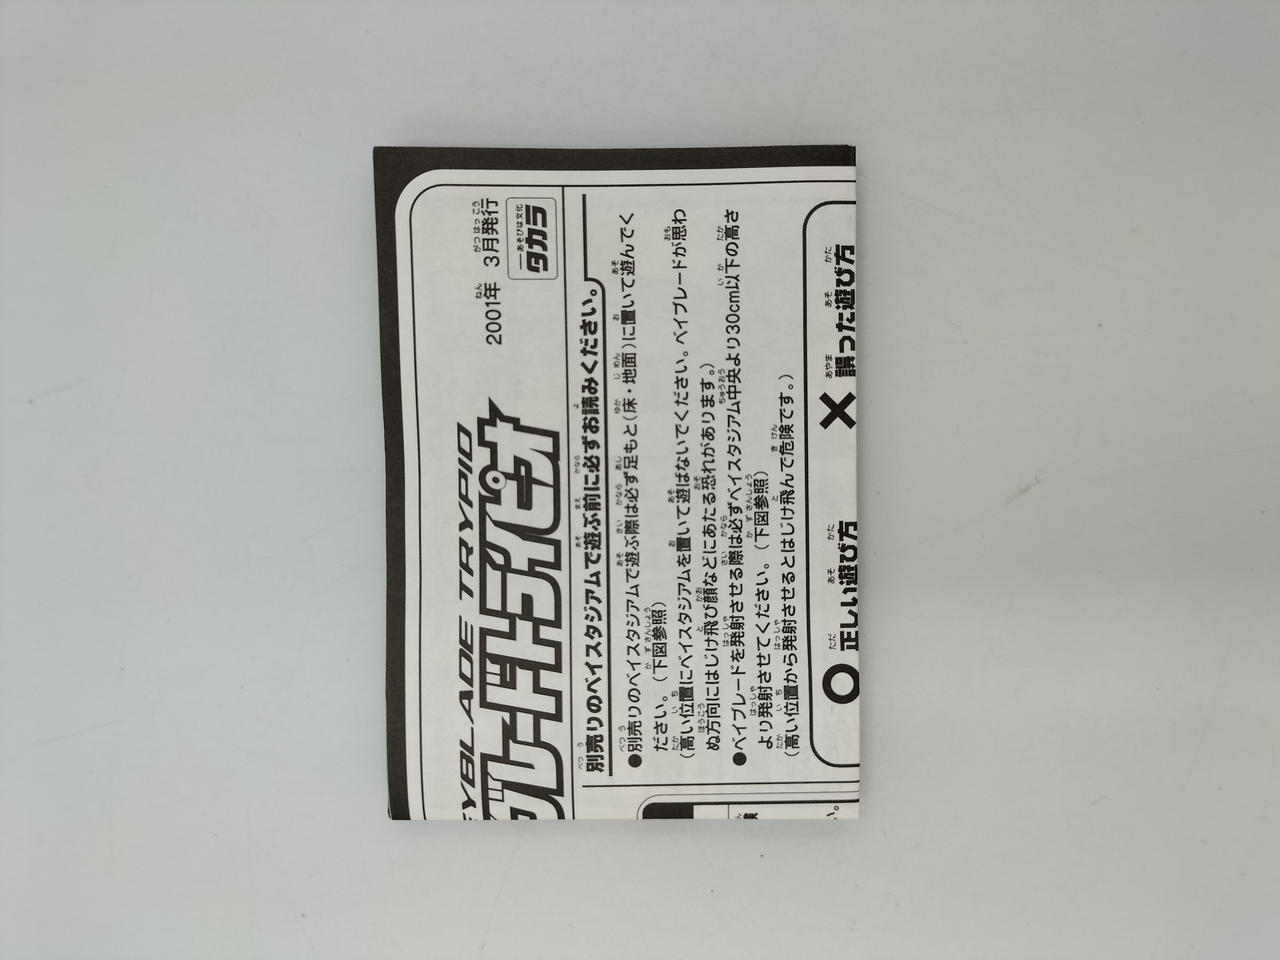 YBLADE TRYPIO
ブレードトライピオ
2001年 3月発行
あそびは文化
タカラ
別売りのベイスタジアムで遊ぶ前に必ずお読みください。
●別売りのベイスタジアムで遊ぶ際は必ず足もと(床・地面)に置いて遊んでく
ださい。(下図参照)
(高い位置にベイスタジアムを置いて遊ばないでください。ベイブレードが思わ
ぬ方向にはじけ飛び顔などにあたる恐れがあります。)
●ベイブレードを発射させる際は必ずベイスタジアム中央より30cm以下の高さ
より発射させてください。(下図参照)
(高い位置から発射させるとはじけ飛んで危険です。)
○ 正しい遊び方
× 誤った遊び方